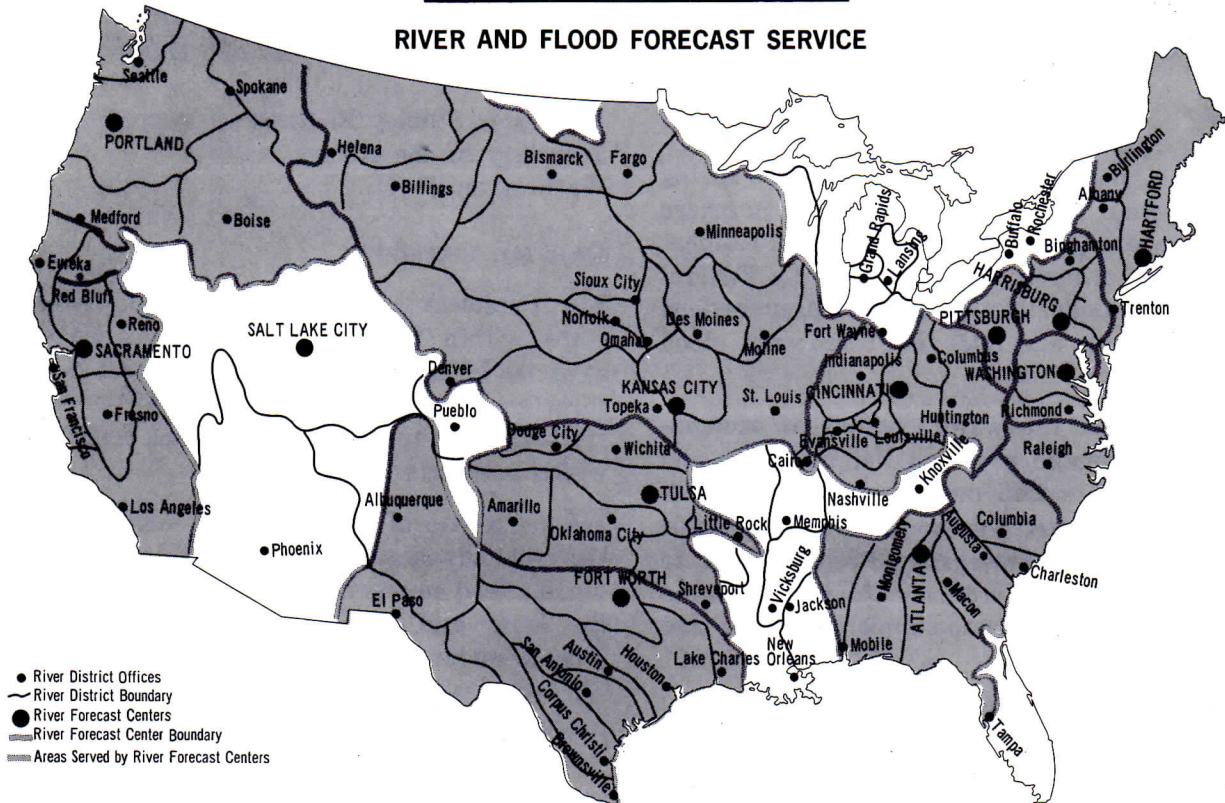 RIVER AND FLOOD FORECAST SERVICE
Seattle
Spokane
PORTLAND
Helena
Billings
Bismarck
Fargo
Medford
Boise
Minneapolis
Eureka
Red Bluff
Reno
SALT LAKE CITY
SACRAMENTO
San Francisco
Fresno
Los Angeles
Phoenix
Sioux City
Norfolk
Omaha
Des Moines
Moline
Denver
Pueblo
KANSAS CITY
Topeka
St. Louis
Dodge City
Wichita
Albuquerque
Amarillo
TULSA
Oklahoma City
El Paso
FORT WORTH
Little Rock
Shreveport
Memphis
Vicksburg
Jackson
New
Orleans
Lake Charles
Austin
San Antonio
Houston
Corpus Christi
Brownsville
Grand Rapids
Lansing
Fort Wayne
Indianapolis
CINCINNATI
Columbus
Evansville
Louisville
Huntington
Cairo
Nashville
Knoxville
Buffalo
Rochester
Burlington
Albany
Binghamton
HARTFORD
HARRISBURG
PITTSBURGH
Trenton
WASHINGTON
Richmond
Raleigh
Columbia
Augusta
Charleston
Montgomery
ATLANTA
Macon
Mobile
Tampa
River District Offices
River District Boundary
River Forecast Centers
River Forecast Center Boundary
Areas Served by River Forecast Centers